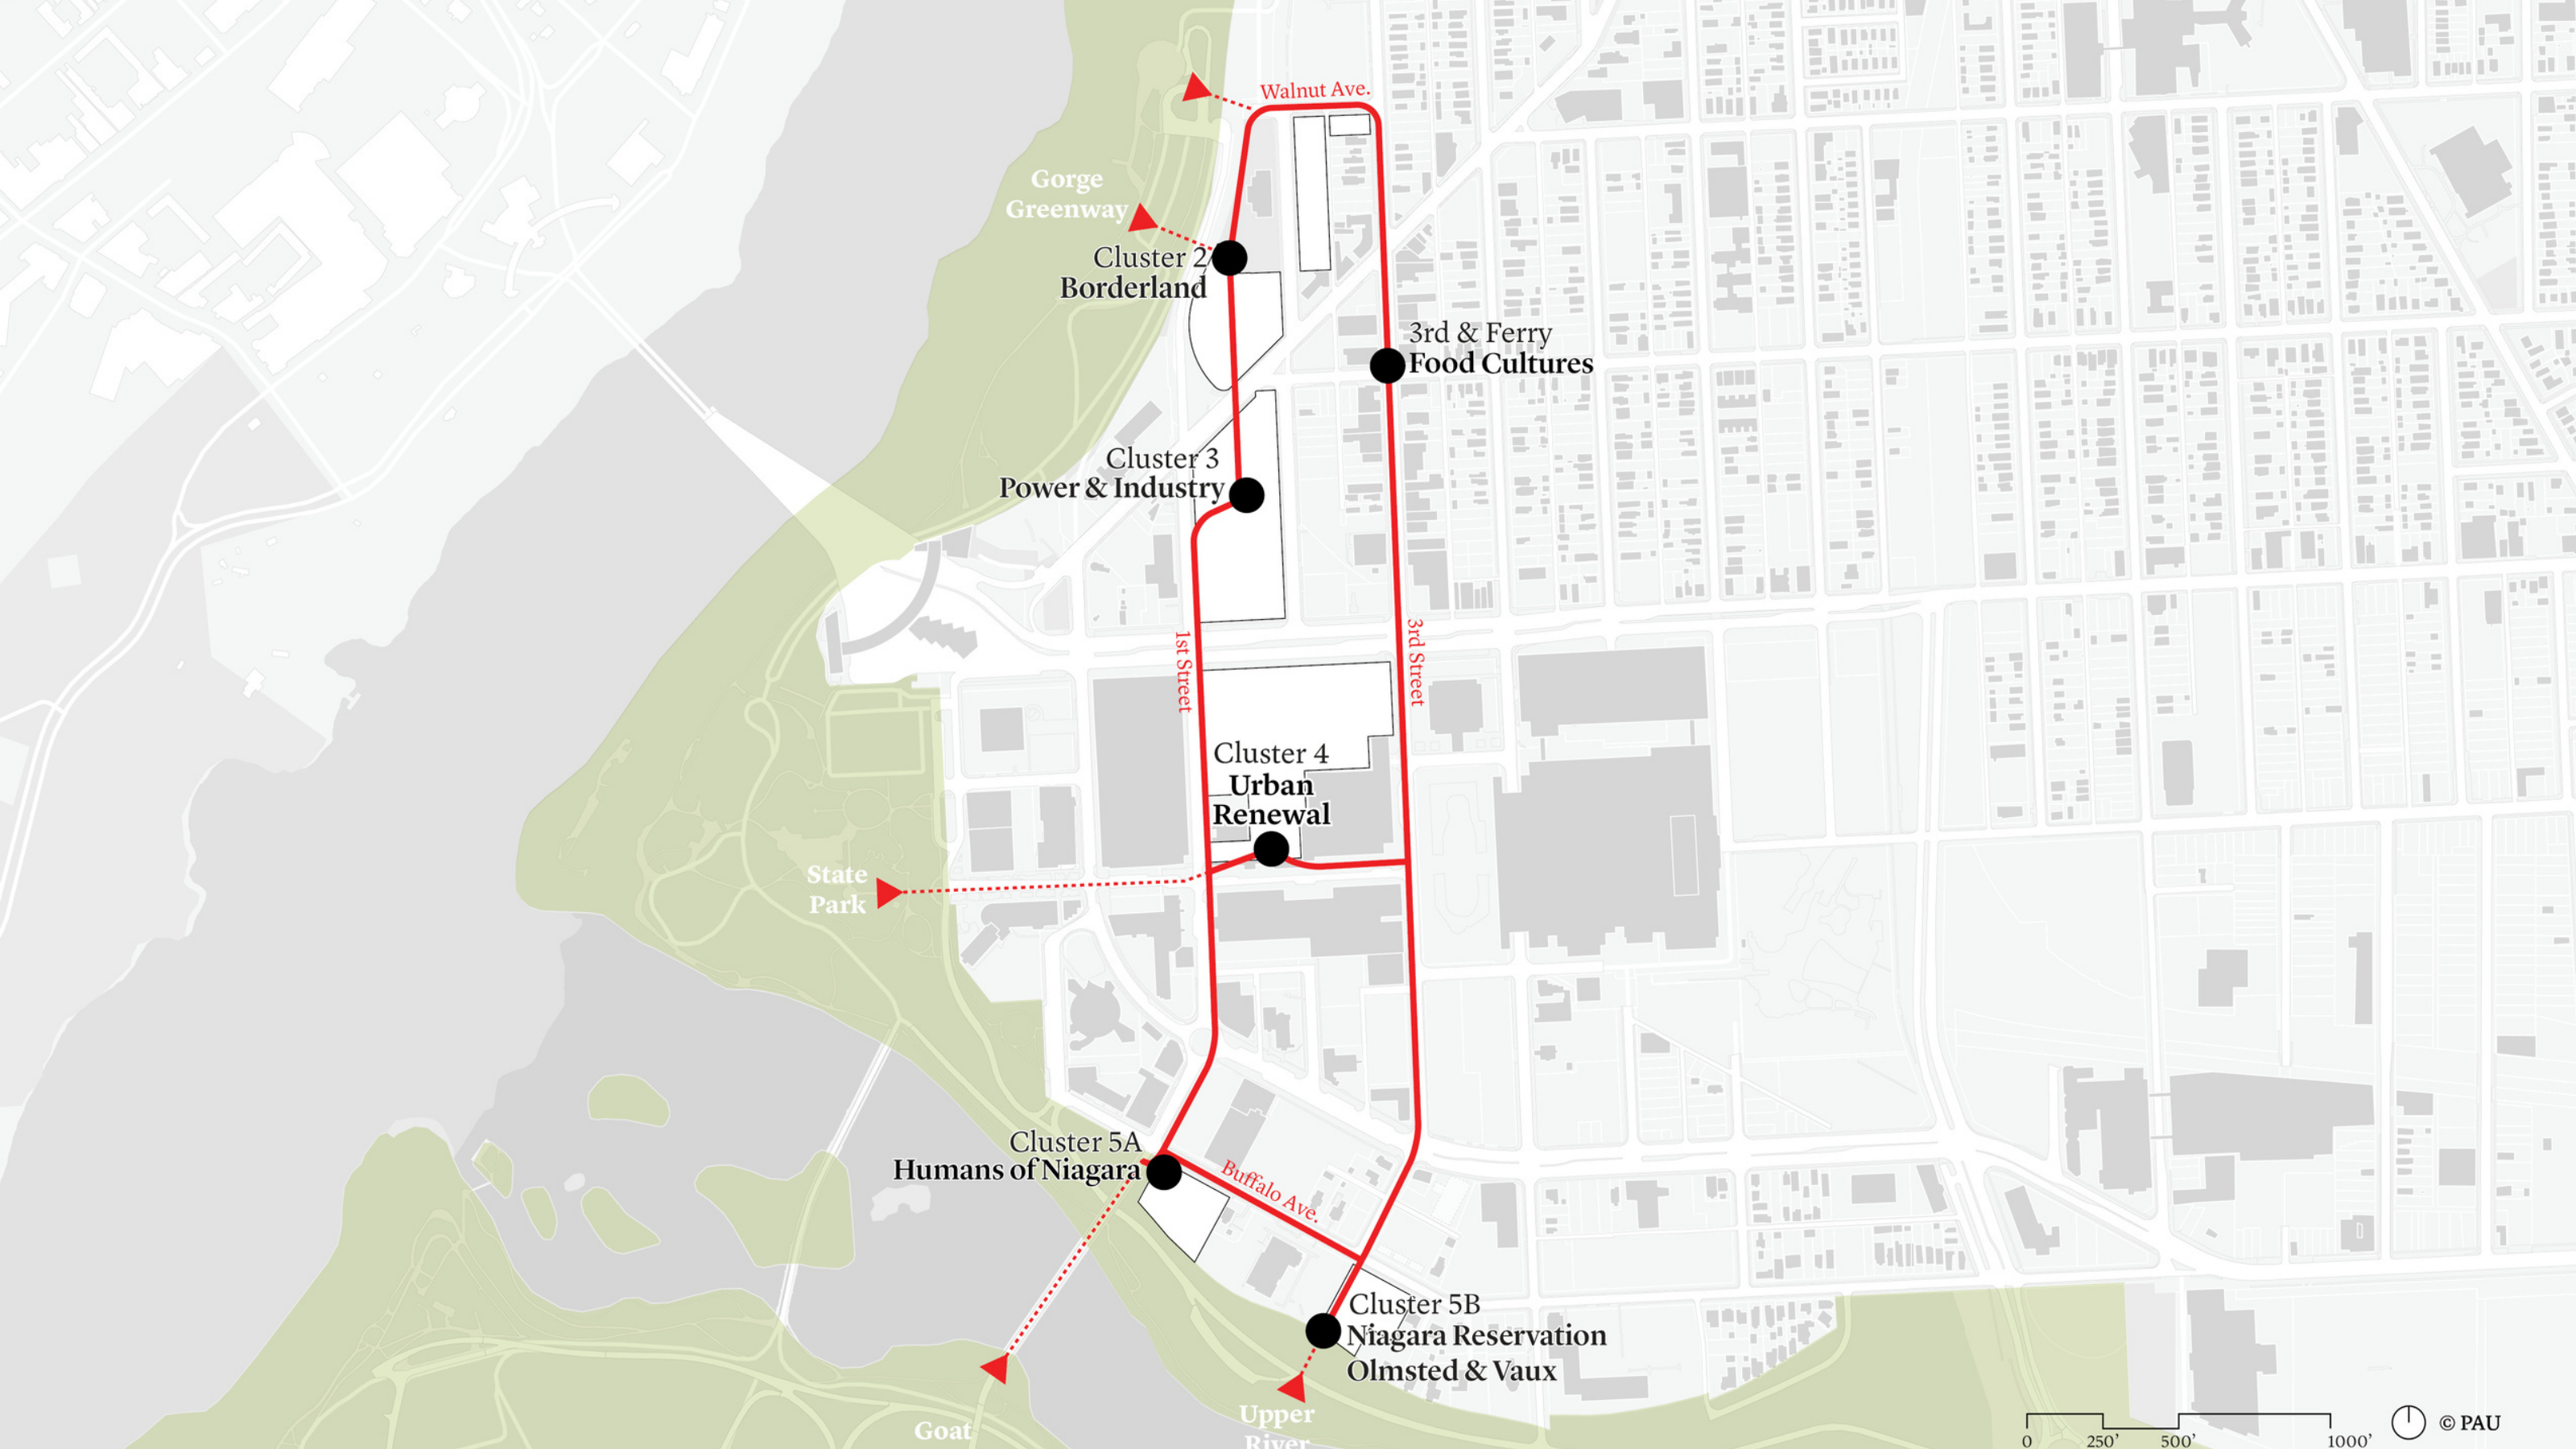 Walnut Ave.
Gorge
Greenway
Cluster 2
Borderland
3rd & Ferry
Food Cultures
Cluster 3
Power & Industry
1st Street
3rd Street
Cluster 4
Urban
Renewal
State
Park
Cluster 5A
Humans of Niagara
Buffalo Ave.
Cluster 5B
Niagara Reservation
Olmsted & Vaux
Goat
Upper
River
0 250’ 500’ 1000’
© PAU